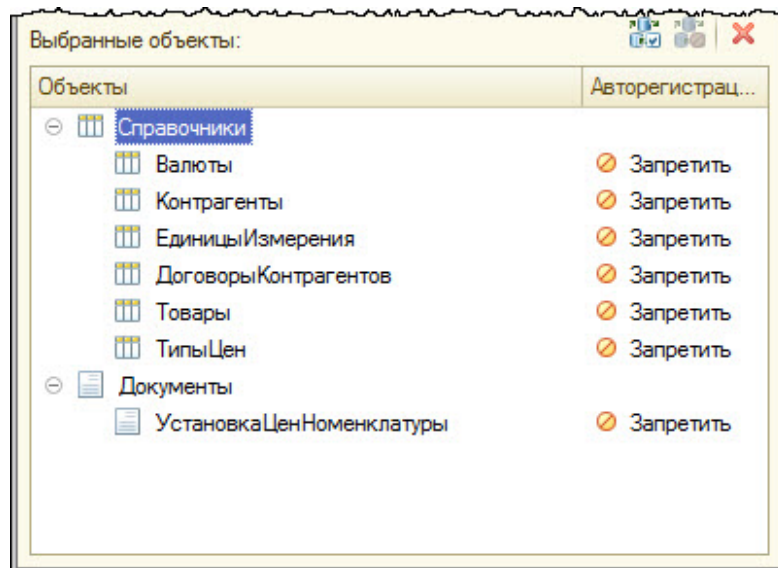 Выбранные объекты:
Объекты Авторегистрац...
Справочники
Валюты Запретить
Контрагенты Запретить
ЕдиницыИзмерения Запретить
ДоговорыКонтрагентов Запретить
Товары Запретить
ТипыЦен Запретить
Документы
УстановкаЦенНоменклатуры Запретить